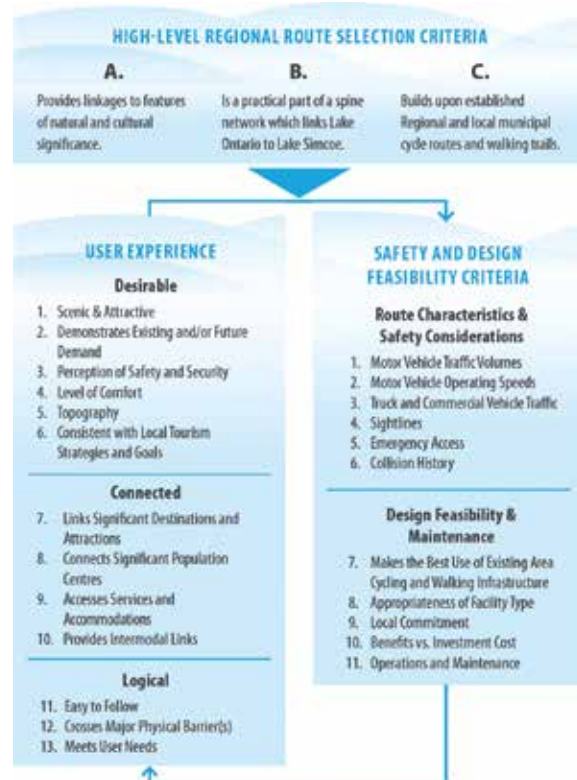 HIGH-LEVEL REGIONAL ROUTE SELECTION CRITERIA
A.
Provides linkages to features
of natural and cultural
significance.
B.
Is a practical part of a spine
network which links Lake
Ontario to Lake Simcoe.
C.
Builds upon established
Regional and local municipal
cycle routes and walking trails.
USER EXPERIENCE
Desirable
1. Scenic & Attractive
2. Demonstrates Existing and/or Future
Demand
3. Perception of Safety and Security
4. Level of Comfort
5. Topography
6. Consistent with Local Tourism
Strategies and Goals
Connected
7. Links Significant Destinations and
Attractions
8. Connects Significant Population
Centres
9. Accesses Services and
Accommodations
10. Provides Intermodal Links
Logical
11. Easy to Follow
12. Crosses Major Physical Barrier(s)
13. Meets User Needs
SAFETY AND DESIGN
FEASIBILITY CRITERIA
Route Characteristics &
Safety Considerations
1. Motor Vehicle Traffic Volumes
2. Motor Vehicle Operating Speeds
3. Truck and Commercial Vehicle Traffic
4. Sightlines
5. Emergency Access
6. Collision History
Design Feasibility &
Maintenance
7. Makes the Best Use of Existing Area
Cycling and Walking Infrastructure
8. Appropriateness of Facility Type
9. Local Commitment
10. Benefits vs. Investment Cost
11. Operations and Maintenance